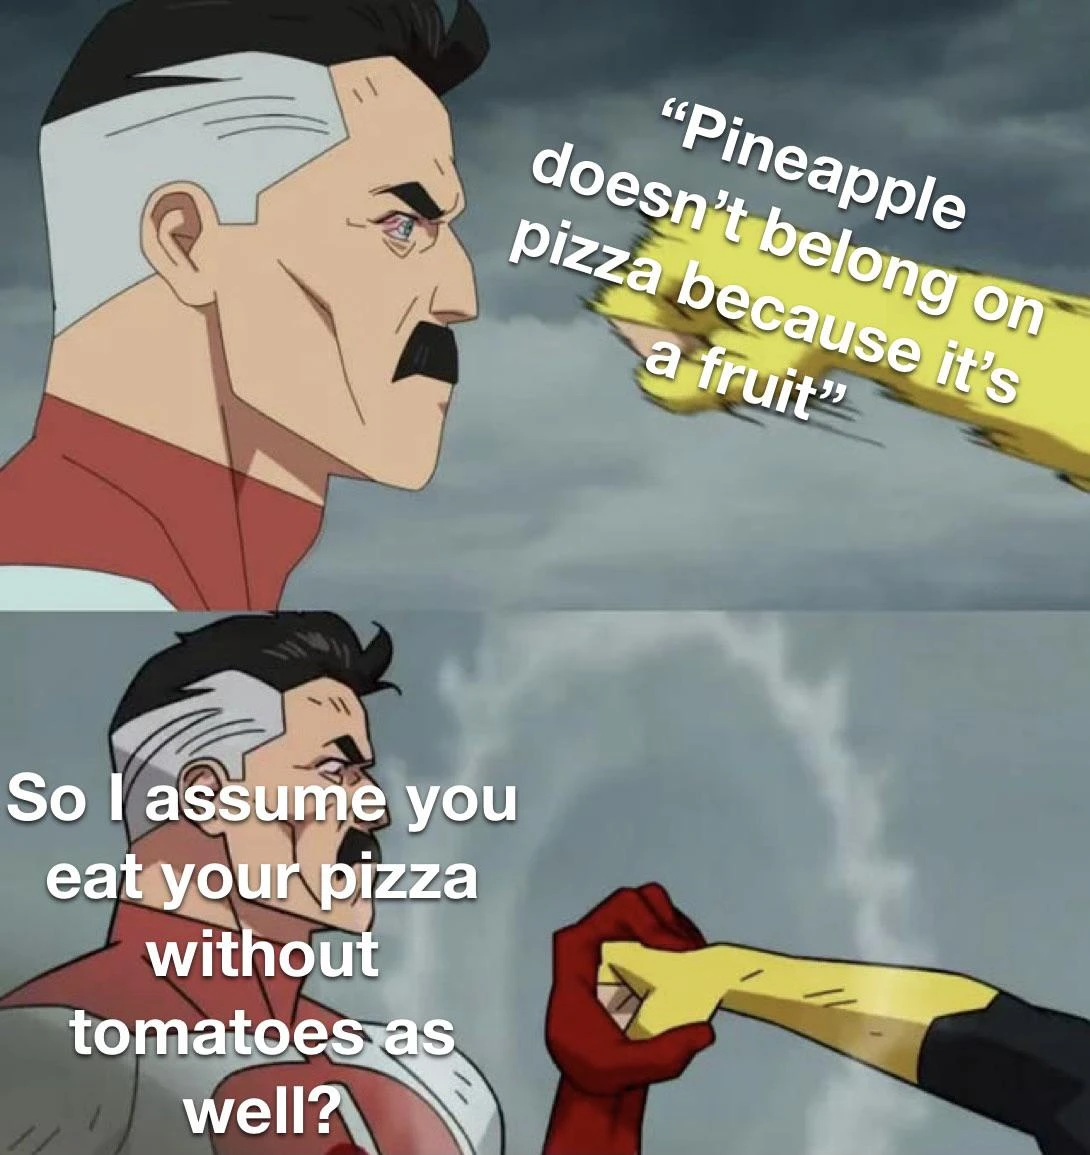 “Pineapple
doesn’t belong on
pizza because it’s
a fruit”
So I assume you
eat your pizza
without
tomatoes as
well?